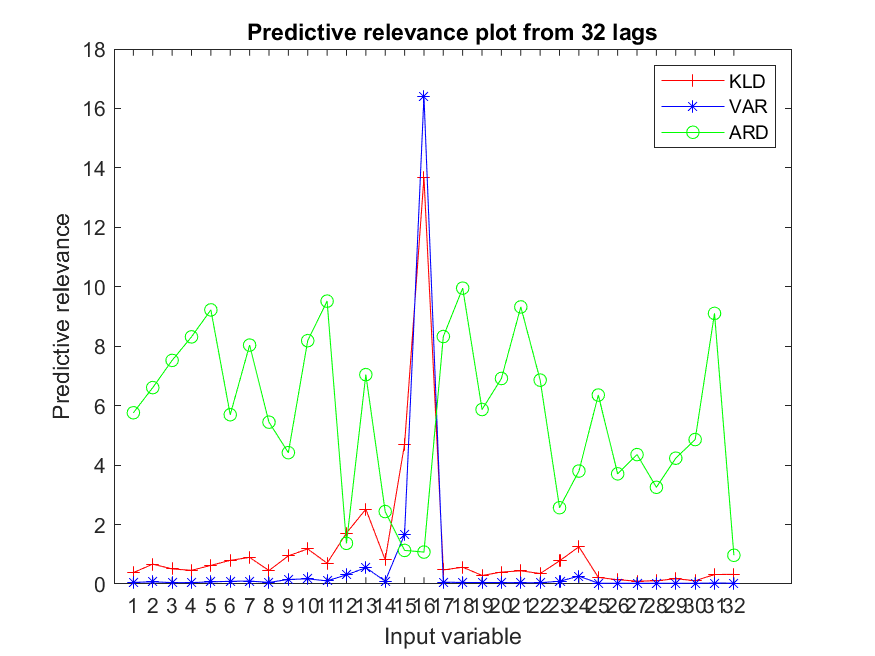 Predictive relevance plot from 32 lags
18
16
14
12
10
8
6
4
2
0
Predictive relevance
KLD
VAR
ARD
1 2 3 4 5 6 7 8 9 10 11 12 13 14 15 16 17 18 19 20 21 22 23 24 25 26 27 28 29 30 31 32
Input variable